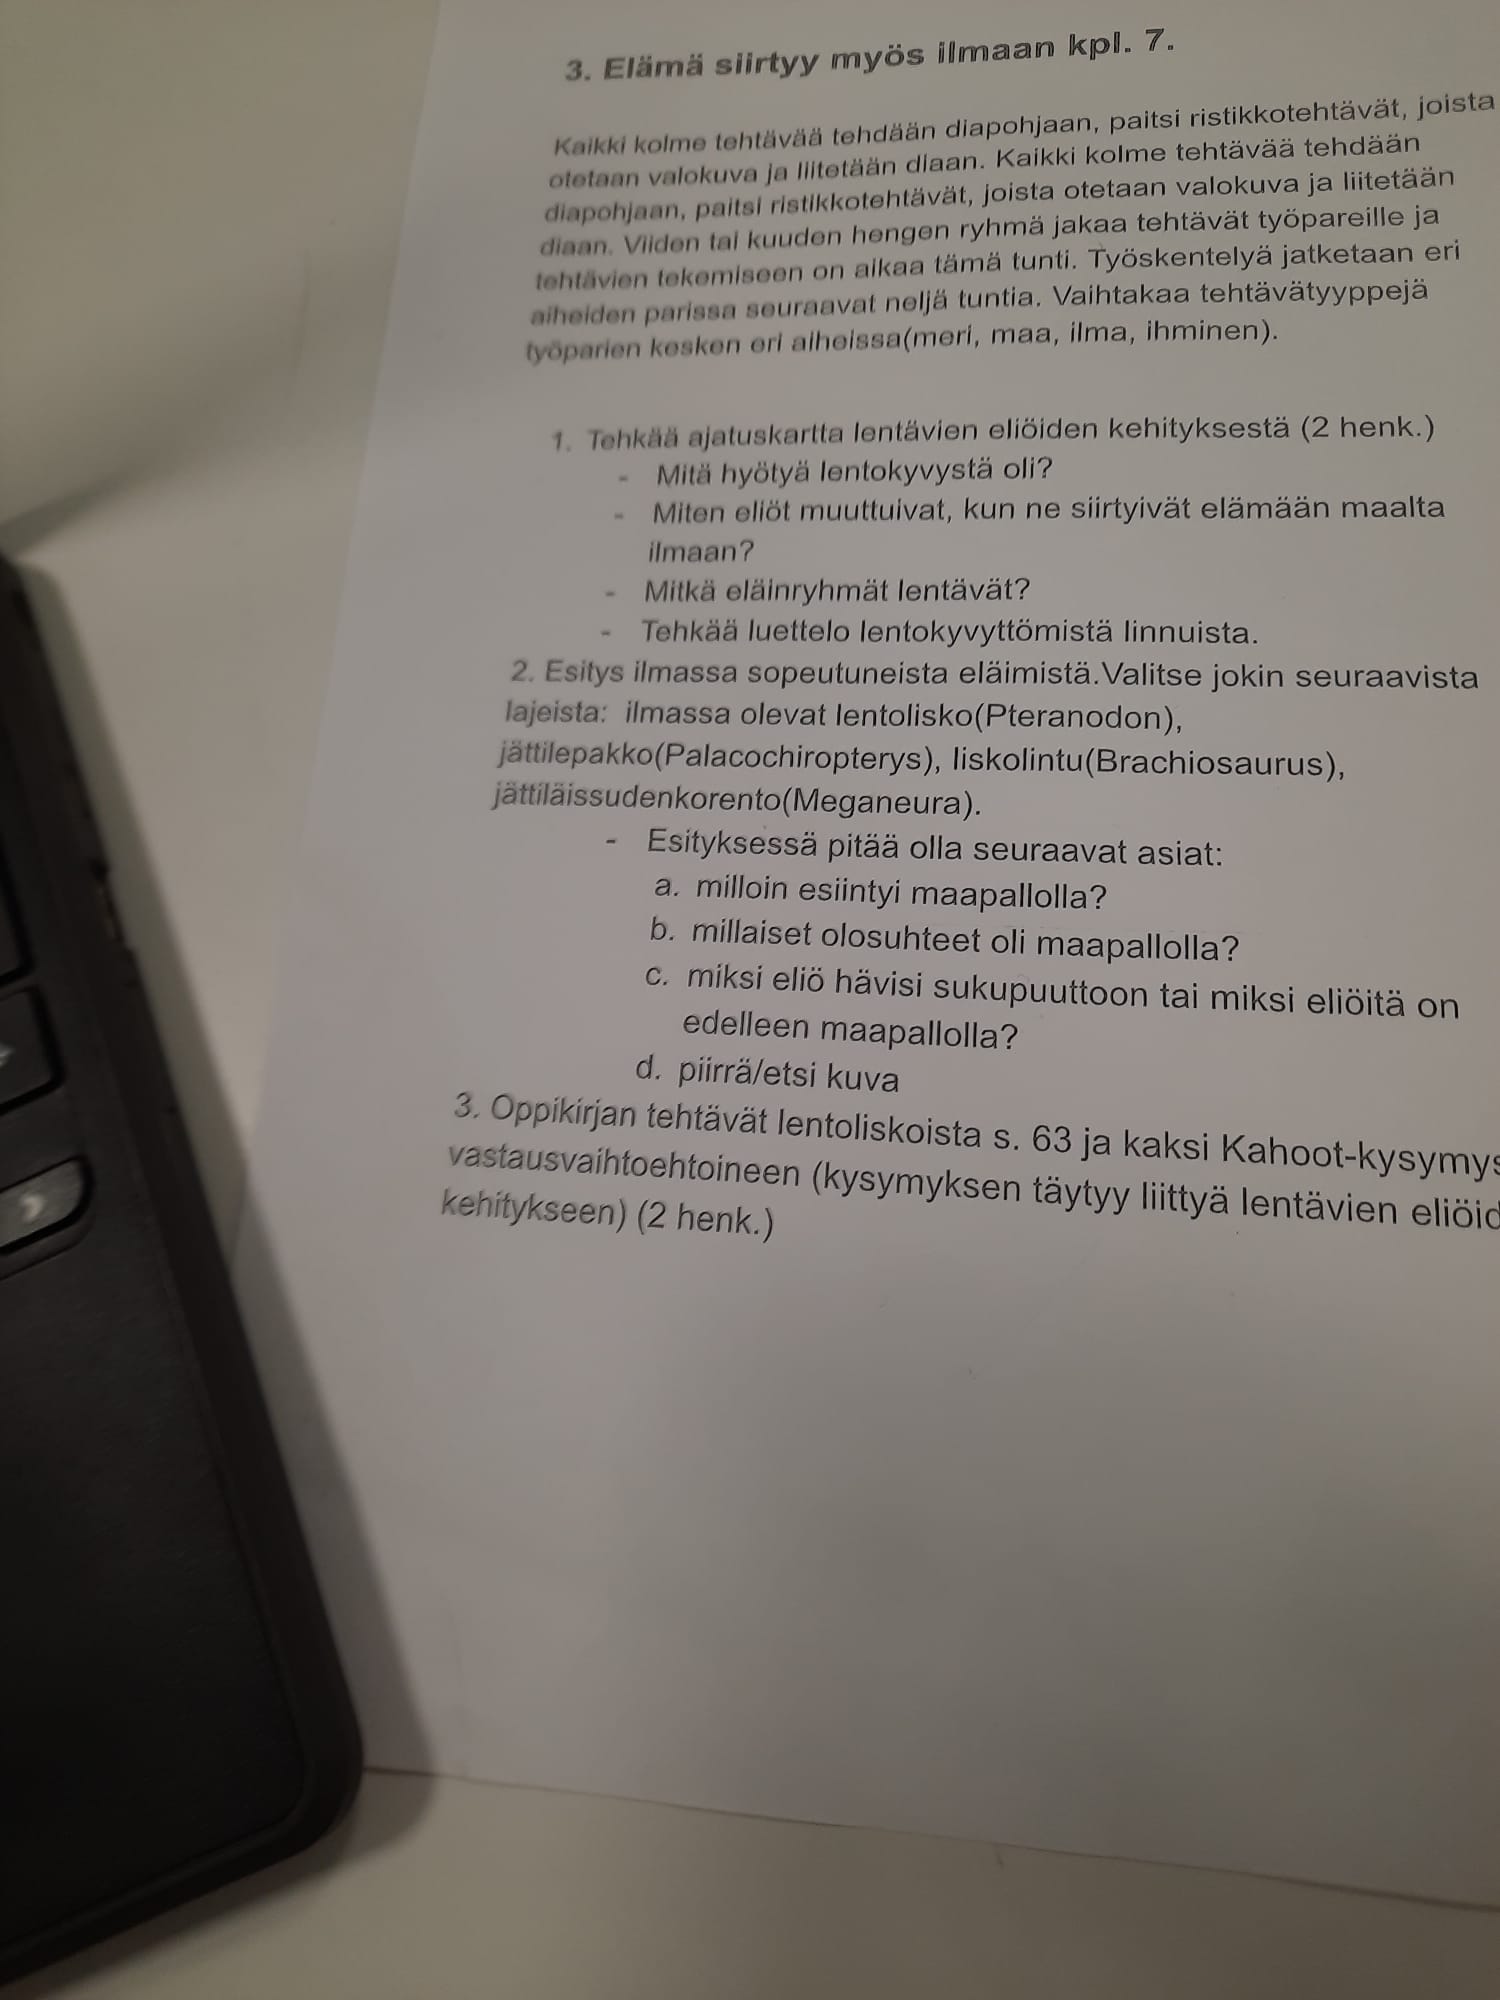 3. Elämä siirtyy myös ilmaan kpl. 7.
Kaikki kolme tehtävää tehdään diapohjaan, paitsi ristikkotehtävät, joista
otetaan valokuva ja liitetään diaan. Kaikki kolme tehtävää tehdään
diapohjaan, paitsi ristikkotehtävät, joista otetaan valokuva ja liitetään
diaan. Viiden tai kuuden hengen ryhmä jakaa tehtävät työpareille ja
tehtävien tekemiseen on aikaa tämä tunti. Työskentelyä jatketaan eri
aiheiden parissa seuraavat neljä tuntia. Vaihtakaa tehtävätyyppejä
työparien kesken eri aiheissa(meri, maa, ilma, ihminen).
1. Tehkää ajatuskartta lentävien eliöiden kehityksestä (2 henk.)
- Mitä hyötyä lentokyvystä oli?
- Miten eliöt muuttuivat, kun ne siirtyivät elämään maalta
ilmaan?
- Mitkä eläinryhmät lentävät?
- Tehkää luettelo lentokyvyttömistä linnuista.
2. Esitys ilmassa sopeutuneista eläimistä.Valitse jokin seuraavista
lajeista: ilmassa olevat lentolisko(Pteranodon),
jättilepakko(Palacochiropterys), liskolintu(Brachiosaurus),
jättiläissudenkorento(Meganeura).
- Esityksessä pitää olla seuraavat asiat:
a. milloin esiintyi maapallolla?
b. millaiset olosuhteet oli maapallolla?
c. miksi eliö hävisi sukupuuttoon tai miksi eliöitä on
edelleen maapallolla?
d. piirrä/etsi kuva
3. Oppikirjan tehtävät lentoliskoista s. 63 ja kaksi Kahoot-kysymys
vastausvaihtoehtoineen (kysymyksen täytyy liittyä lentävien eliöid
kehitykseen) (2 henk.)